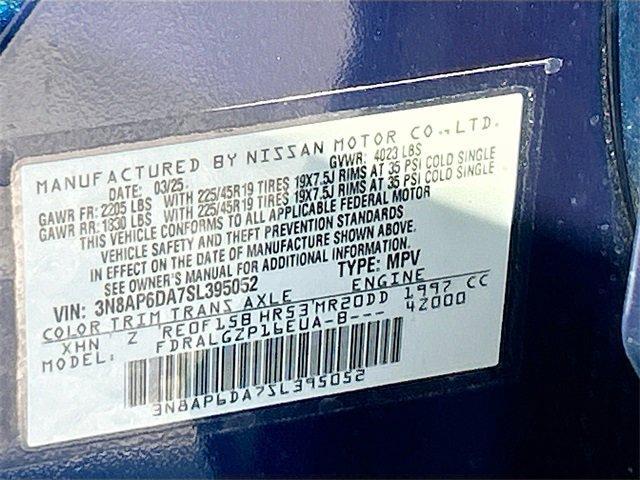 MANUFACTURED BY NISSAN MOTOR CO., LTD.
DATE: 03/25 GVWR: 4023 LBS
GAWR FR: 2205 LBS WITH 225/45R19 TIRES 19X7.5J RIMS AT 35 PSI COLD SINGLE
GAWR RR: 1830 LBS WITH 225/45R19 TIRES 19X7.5J RIMS AT 35 PSI COLD SINGLE
THIS VEHICLE CONFORMS TO ALL APPLICABLE FEDERAL MOTOR
VEHICLE SAFETY AND THEFT PREVENTION STANDARDS
IN EFFECT ON THE DATE OF MANUFACTURE SHOWN ABOVE.
SEE OWNER'S MANUAL FOR ADDITIONAL INFORMATION.
VIN: 3N8AP6DA7SL395052 TYPE: MPV
COLOR TRIM TRANS AXLE ENGINE
XHN Z RE0F15B HR53 MR20DD 1997 CC
MODEL: FDRALGZP16EUA-B--- 42000
3N8AP6DA7SL395052